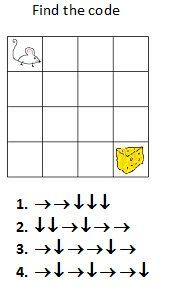 Find the code
1. →→↓↓↓
2. ↓↓→↓→→
3. →↓→→↓→
4. →↓→↓→→↓